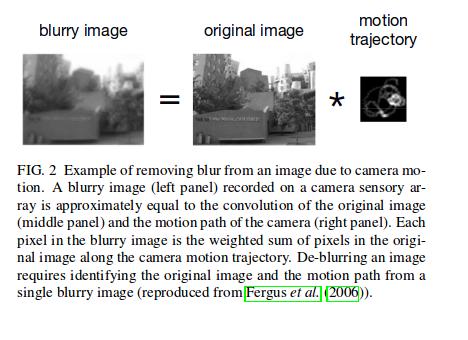 blurry image original image motion trajectory
= *
FIG. 2 Example of removing blur from an image due to camera mo-
tion. A blurry image (left panel) recorded on a camera sensory ar-
ray is approximately equal to the convolution of the original image
(middle panel) and the motion path of the camera (right panel). Each
pixel in the blurry image is the weighted sum of pixels in the origi-
nal image along the camera motion trajectory. De-blurring an image
requires identifying the original image and the motion path from a
single blurry image (reproduced from Fergus et al. (2006)).